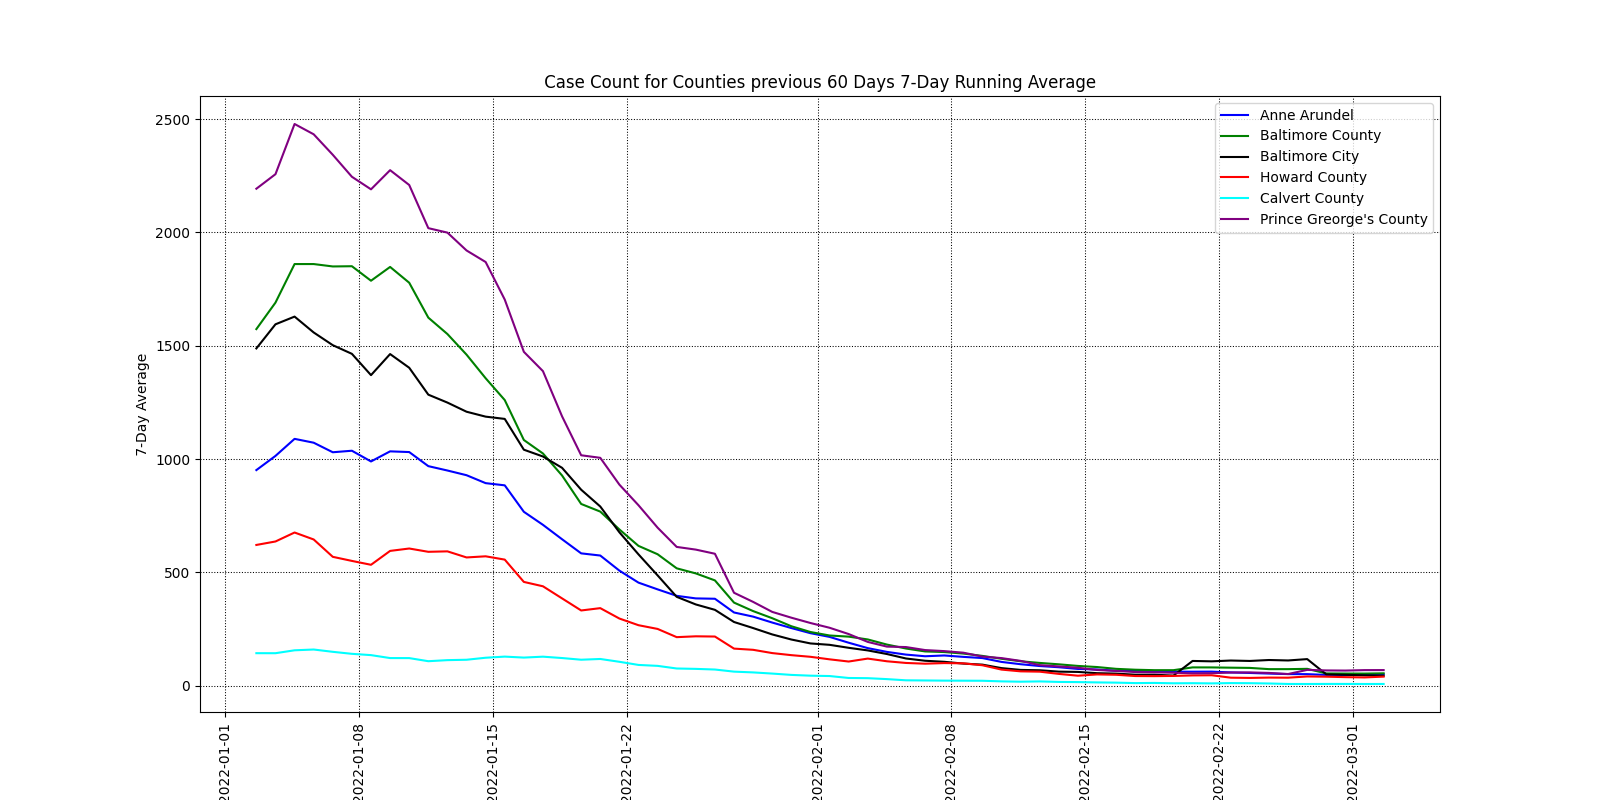 Case Count for Counties previous 60 Days 7-Day Running Average
Anne Arundel
Baltimore County
Baltimore City
Howard County
Calvert County
Prince Greorge's County
7-Day Average
2500
2000
1500
1000
500
0
2022-01-01
2022-01-08
2022-01-15
2022-01-22
2022-02-01
2022-02-08
2022-02-15
2022-02-22
2022-03-01